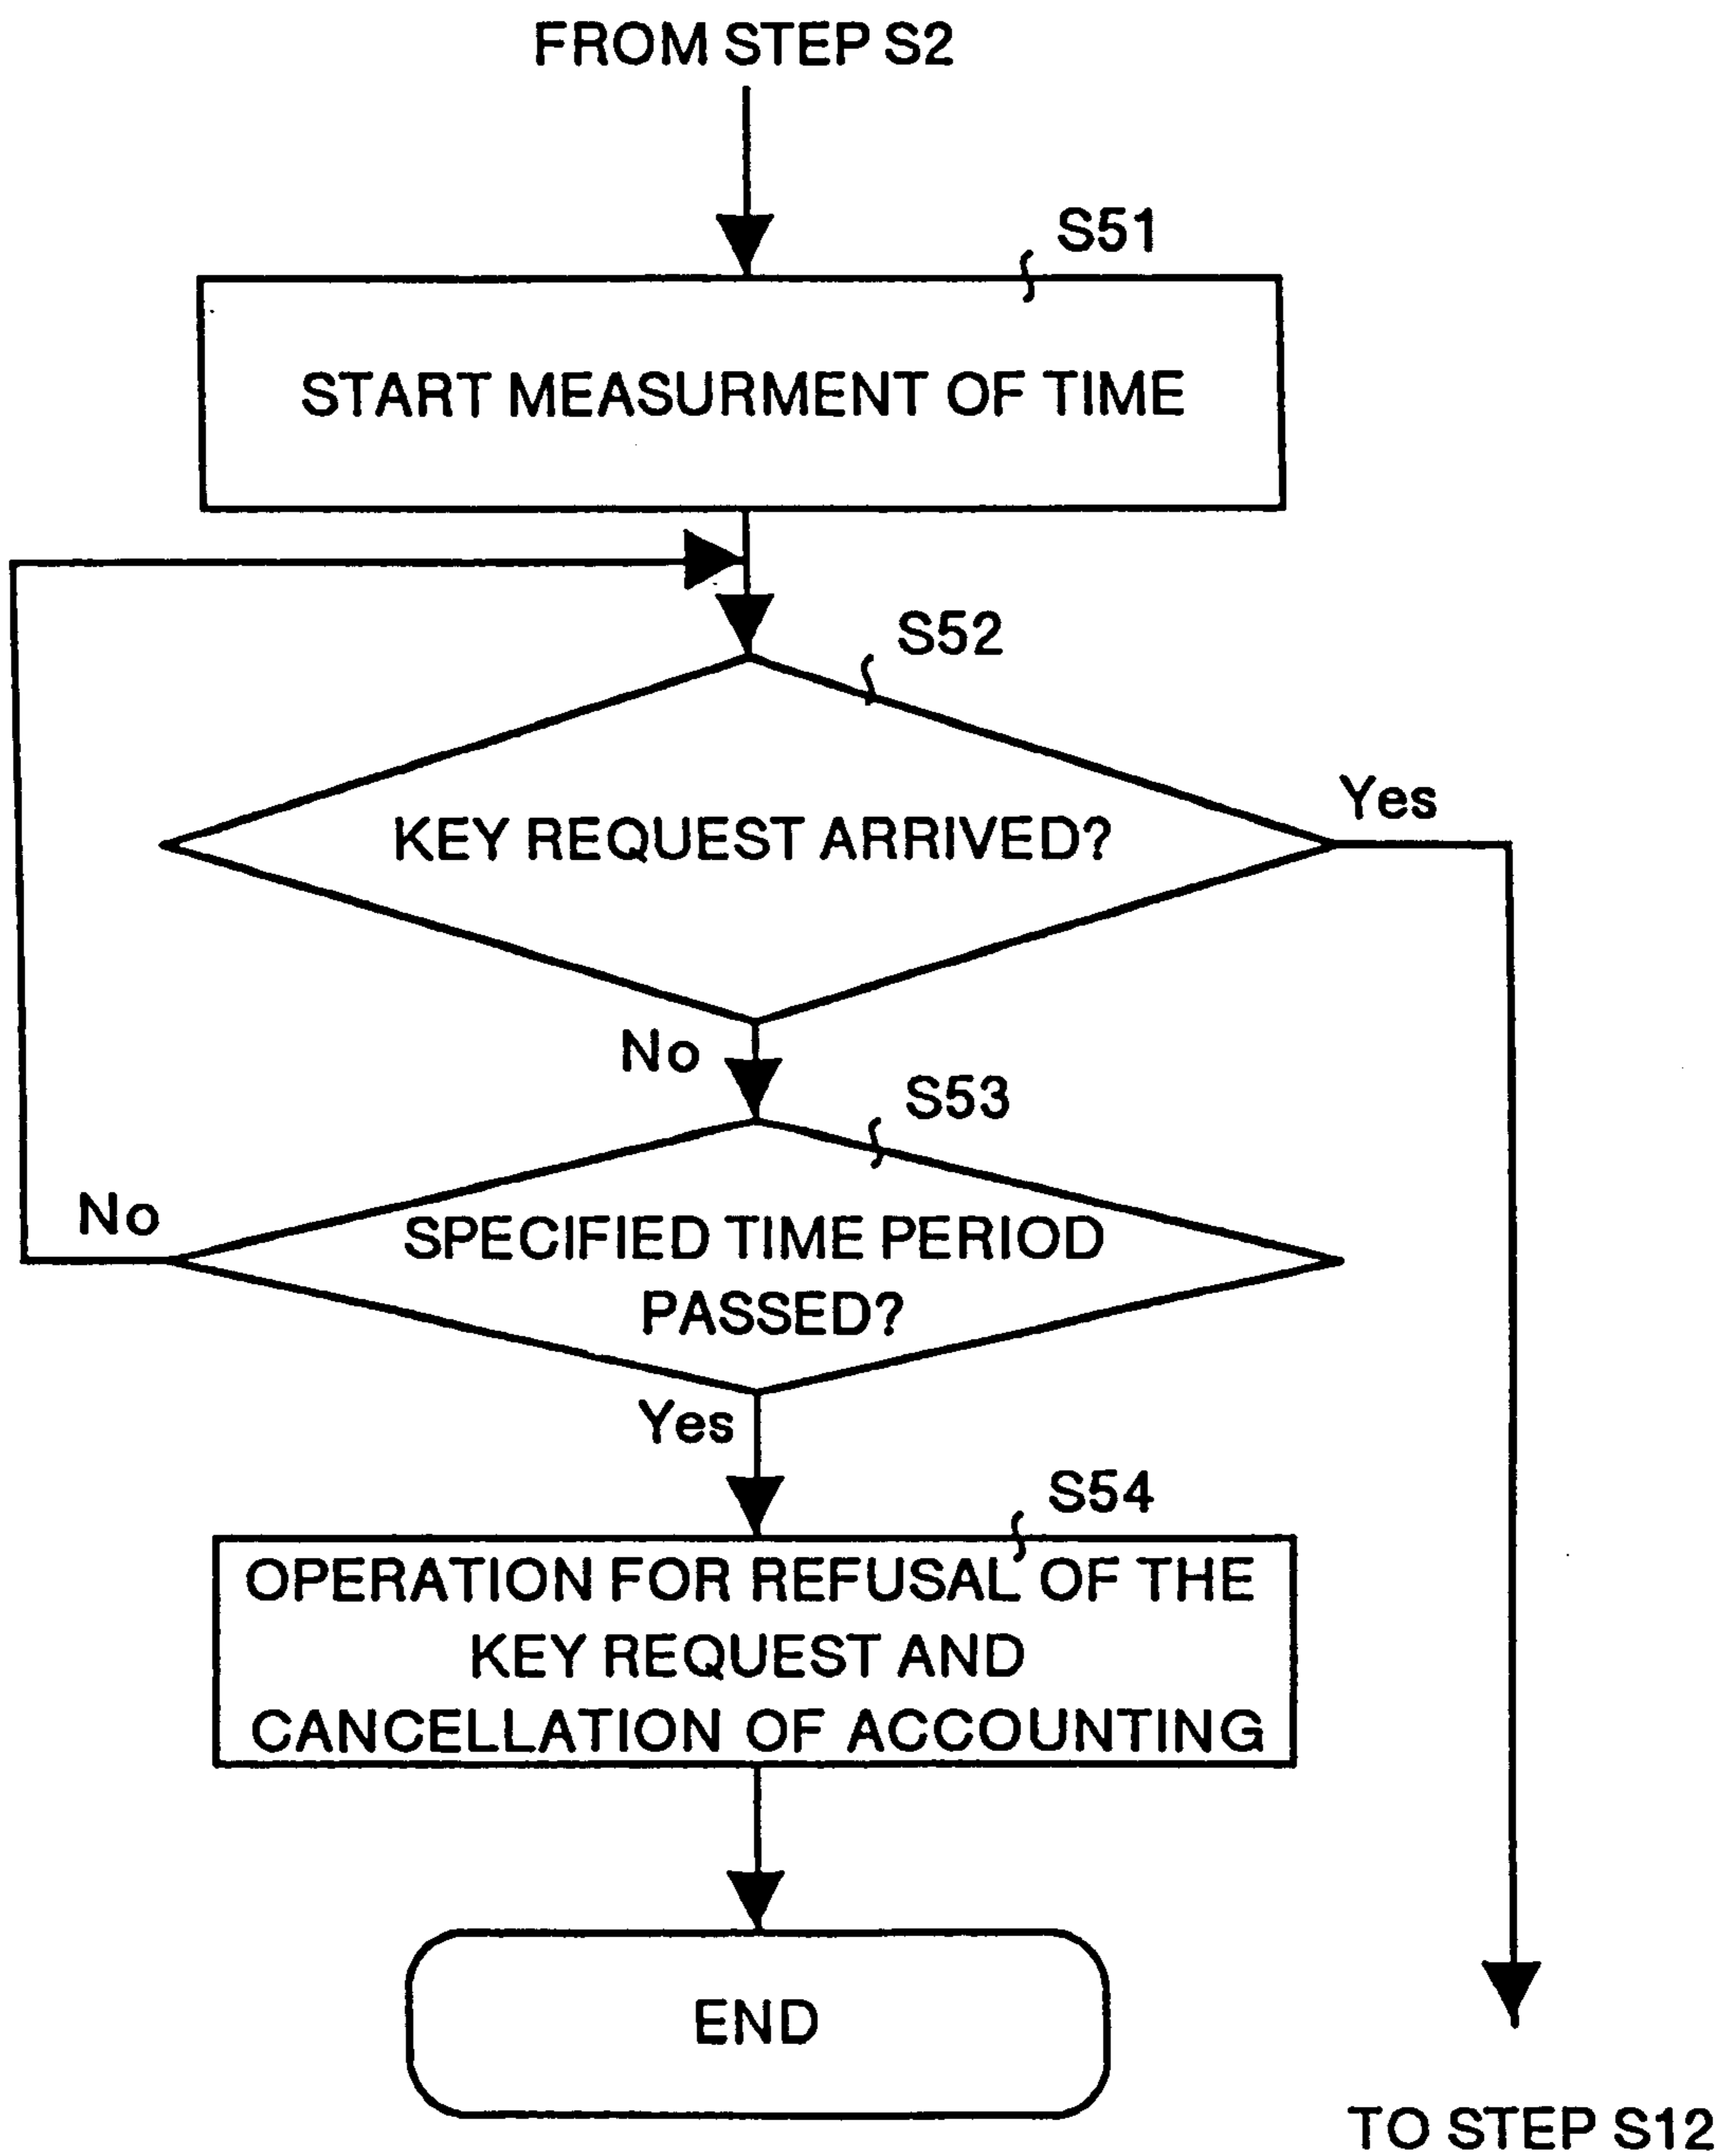 FROM STEP S2
S51
START MEASURMENT OF TIME
S52
KEY REQUEST ARRIVED?
Yes
No
S53
No
SPECIFIED TIME PERIOD
PASSED?
Yes
S54
OPERATION FOR REFUSAL OF THE
KEY REQUEST AND
CANCELLATION OF ACCOUNTING
END
TO STEP S12